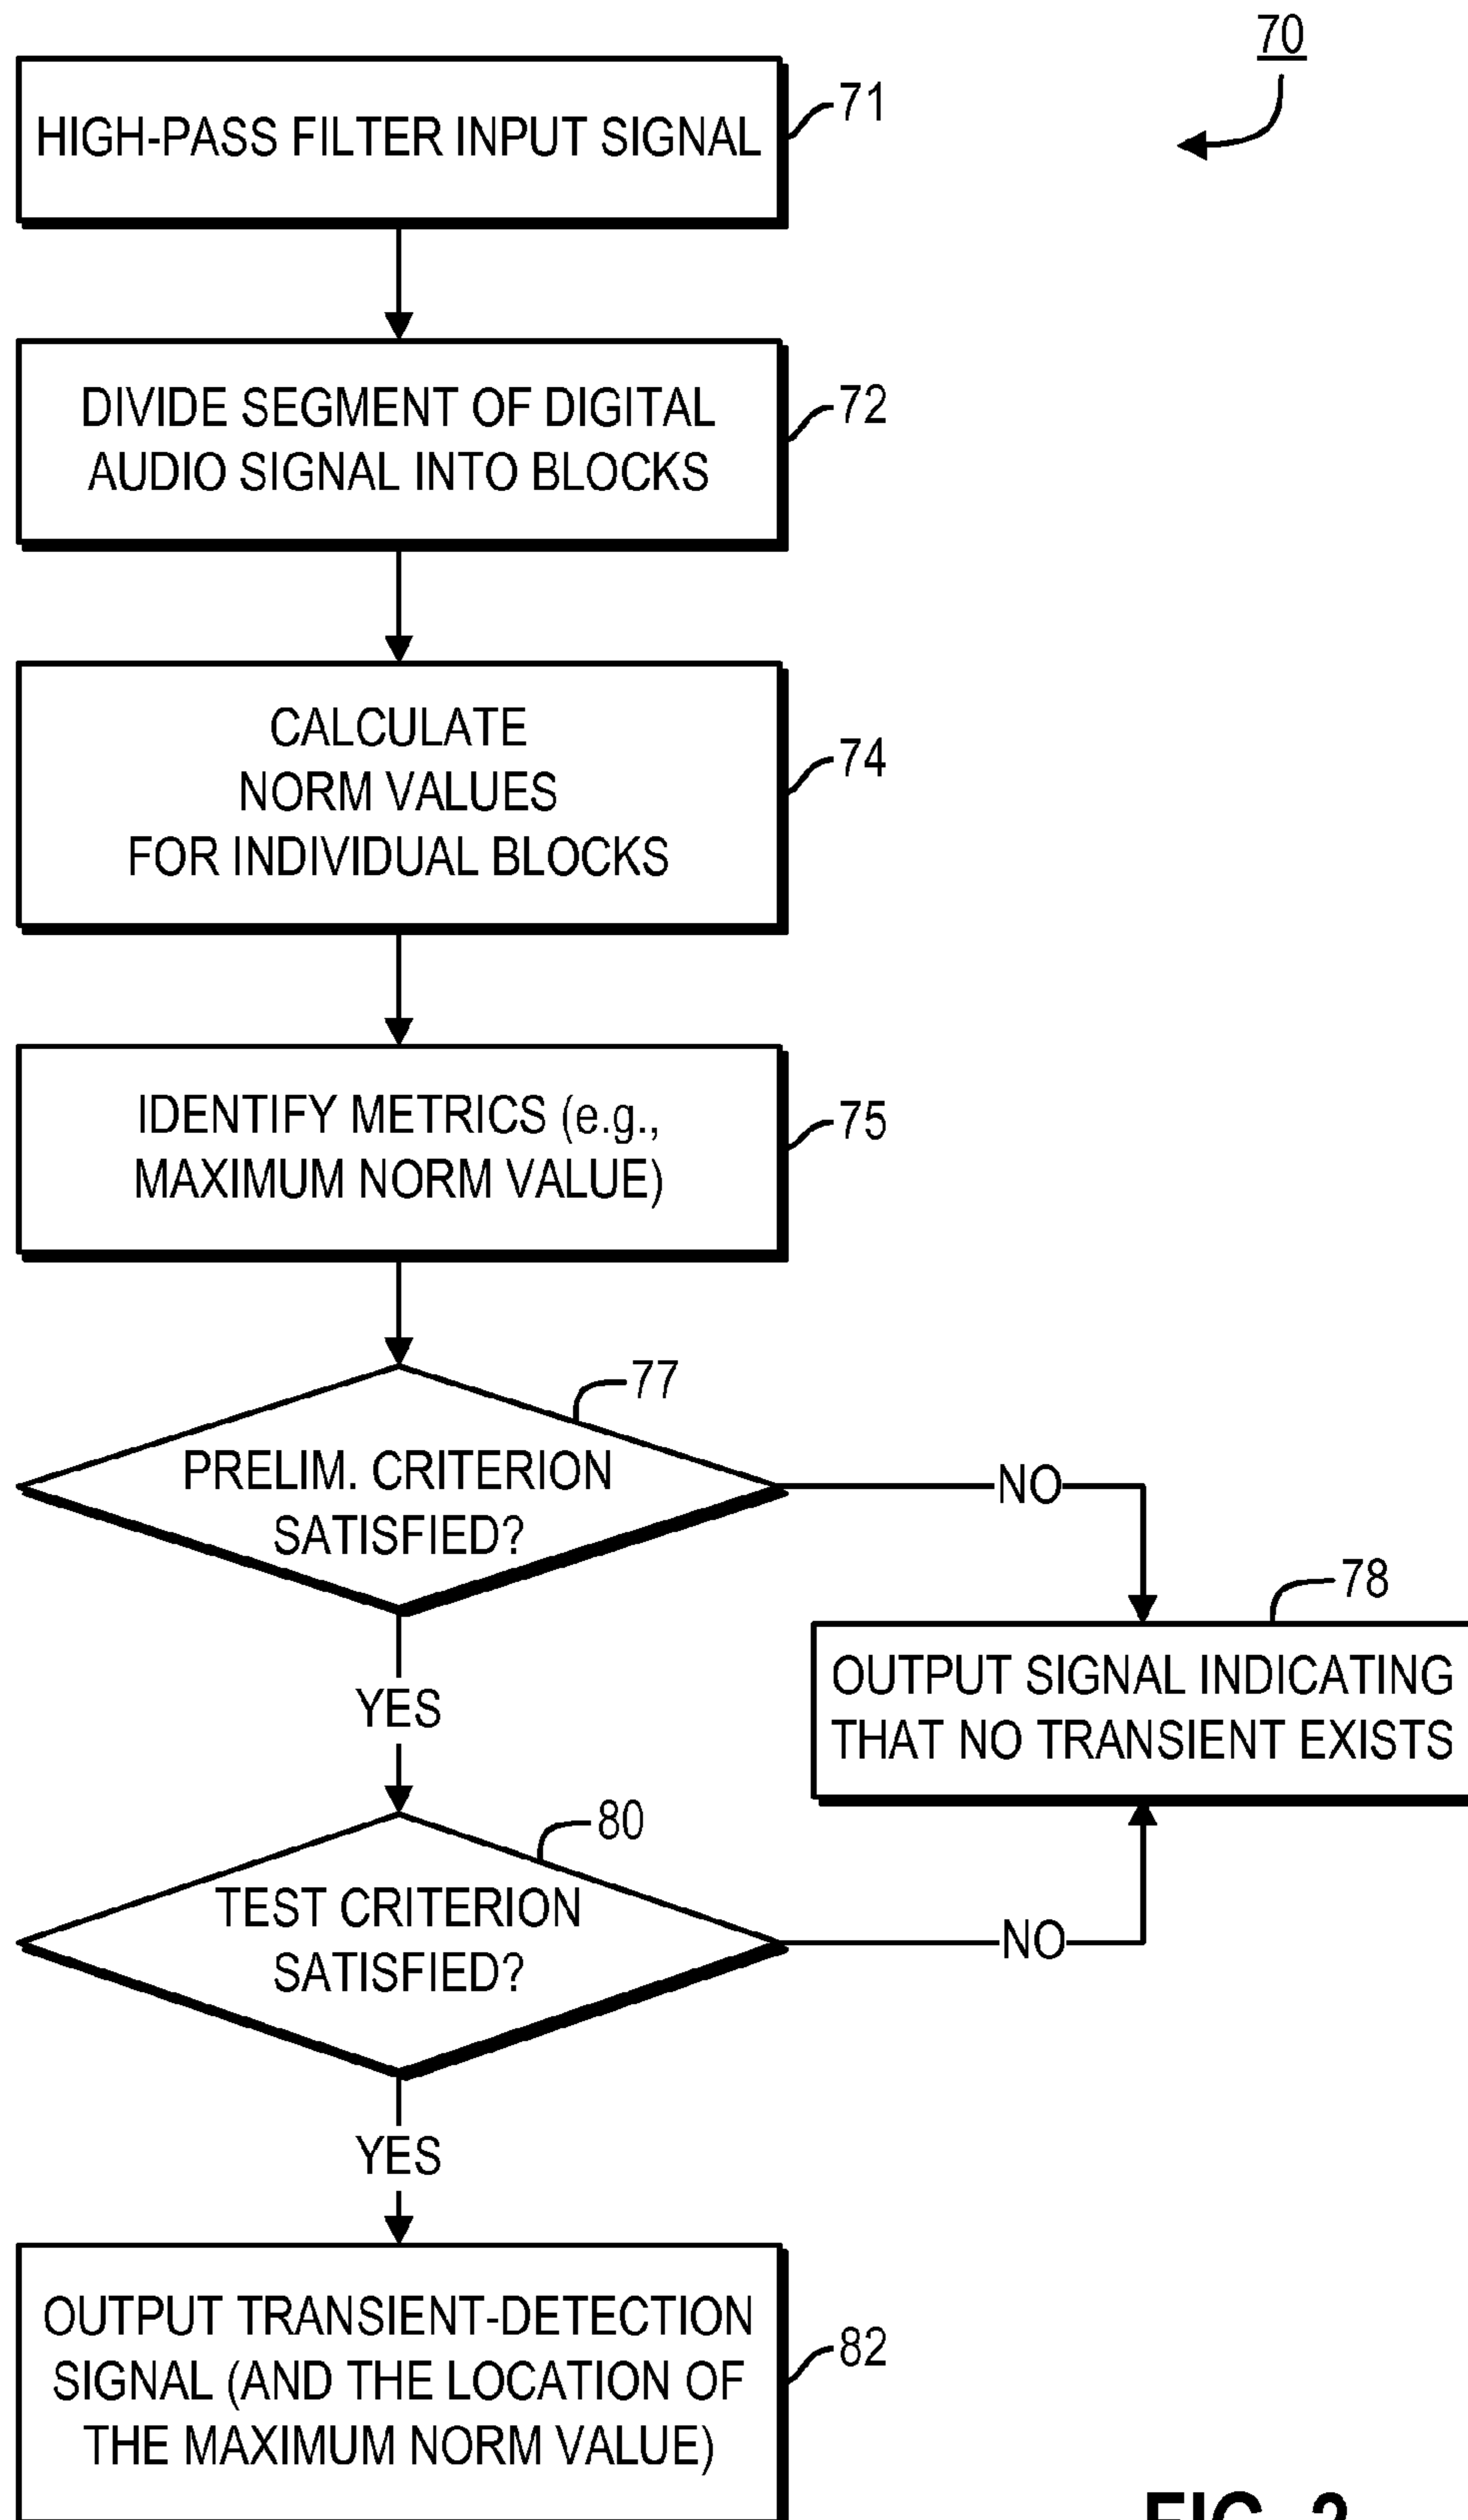 70
HIGH-PASS FILTER INPUT SIGNAL
71
DIVIDE SEGMENT OF DIGITAL
AUDIO SIGNAL INTO BLOCKS
72
CALCULATE
NORM VALUES
FOR INDIVIDUAL BLOCKS
74
IDENTIFY METRICS (e.g.,
MAXIMUM NORM VALUE)
75
77
PRELIM. CRITERION
SATISFIED?
NO
78
OUTPUT SIGNAL INDICATING
THAT NO TRANSIENT EXISTS
YES
80
TEST CRITERION
SATISFIED?
NO
YES
OUTPUT TRANSIENT-DETECTION
SIGNAL (AND THE LOCATION OF
THE MAXIMUM NORM VALUE)
82
FIG.